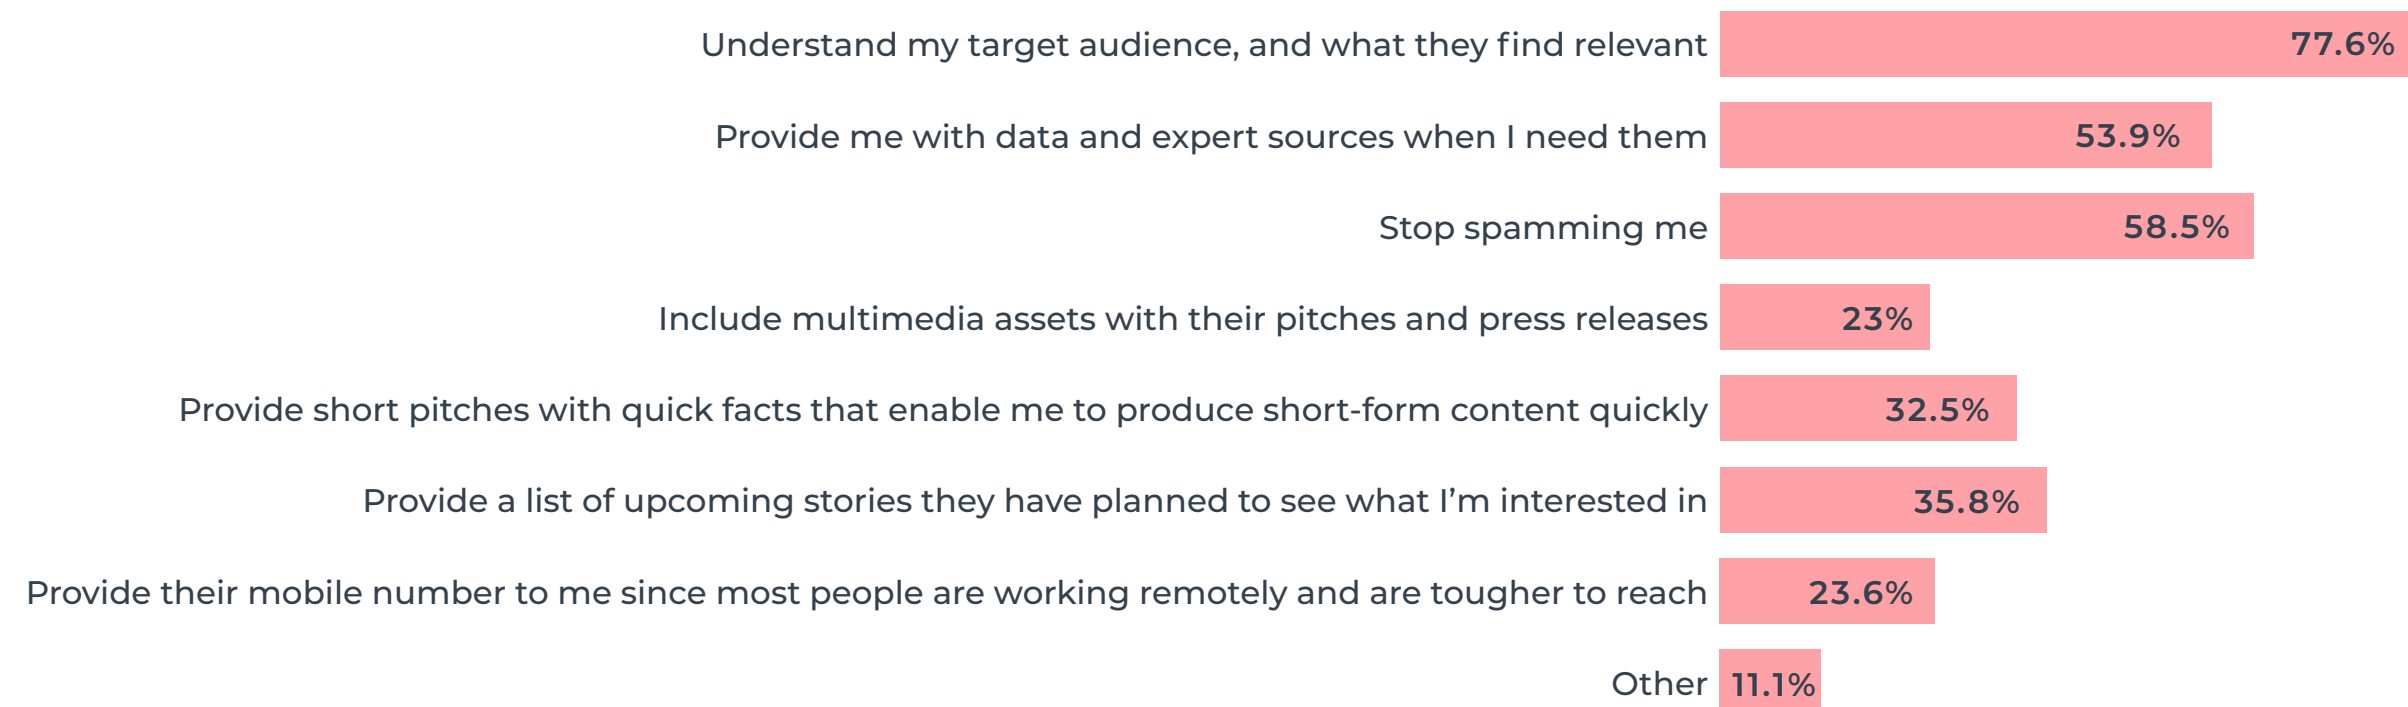 Understand my target audience, and what they find relevant 77.6%
Provide me with data and expert sources when I need them 53.9%
Stop spamming me 58.5%
Include multimedia assets with their pitches and press releases 23%
Provide short pitches with quick facts that enable me to produce short-form content quickly 32.5%
Provide a list of upcoming stories they have planned to see what I’m interested in 35.8%
Provide their mobile number to me since most people are working remotely and are tougher to reach 23.6%
Other 11.1%